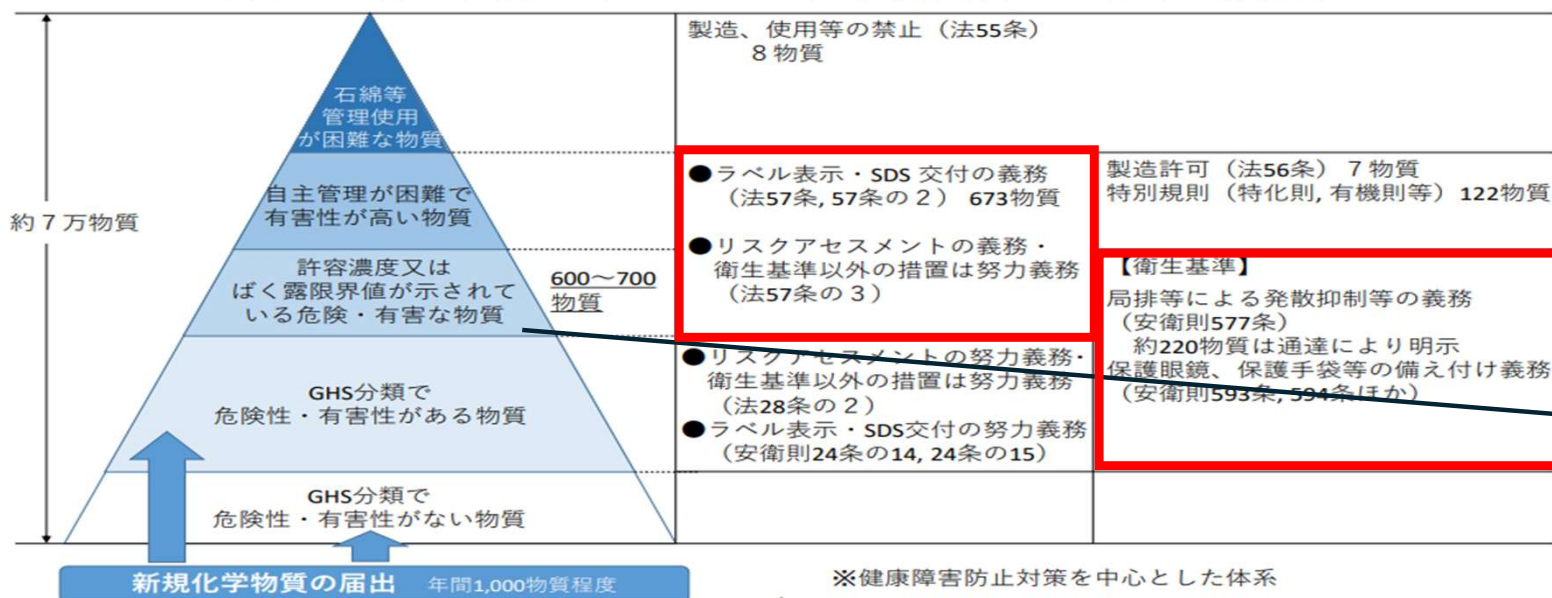 製造、使用等の禁止（法55条）
８物質
石綿等
管理使用
が困難な物質
約７万物質
自主管理が困難で
有害性が高い物質
●ラベル表示・SDS 交付の義務
（法57条, 57条の２） 673物質
製造許可（法56条）７物質
特別規則（特化則, 有機則等）122物質
●リスクアセスメントの義務・
衛生基準以外の措置は努力義務
（法57条の３）
許容濃度又は
ばく露限界値が示されて
いる危険・有害な物質
600～700
物質
【衛生基準】
局排等による発散抑制等の義務
（安衛則577条）
約220物質は通達により明示
保護眼鏡、保護手袋等の備え付け義務
（安衛則593条, 594条ほか）
GHS分類で
危険性・有害性がある物質
●リスクアセスメントの努力義務・
衛生基準以外の措置は努力義務
（法28条の２）
●ラベル表示・SDS交付の努力義務
（安衛則24条の14, 24条の15）
GHS分類で
危険性・有害性がない物質
新規化学物質の届出 年間1,000物質程度
※健康障害防止対策を中心とした体系